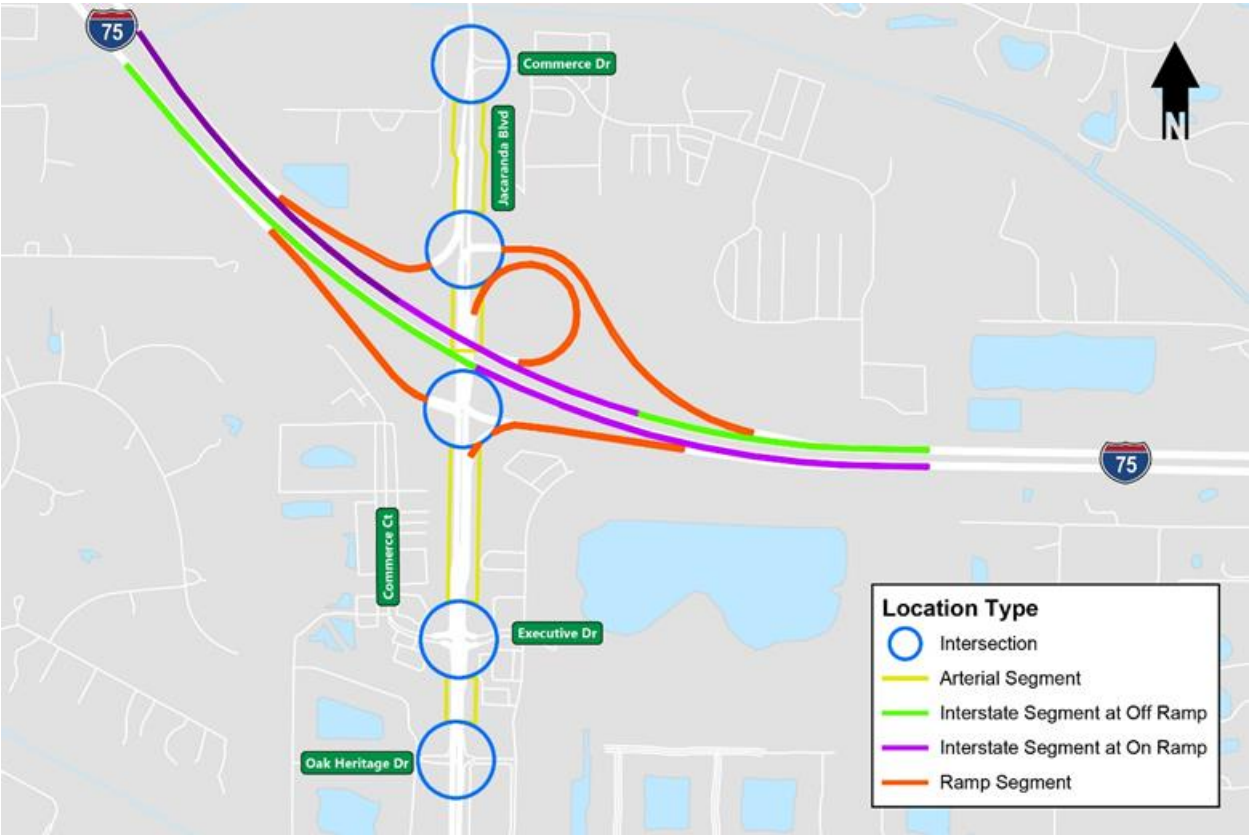 75
Commerce Dr
Jacaranda Blvd
N
75
Commerce Ct
Executive Dr
Oak Heritage Dr
Location Type
Intersection
Arterial Segment
Interstate Segment at Off Ramp
Interstate Segment at On Ramp
Ramp Segment